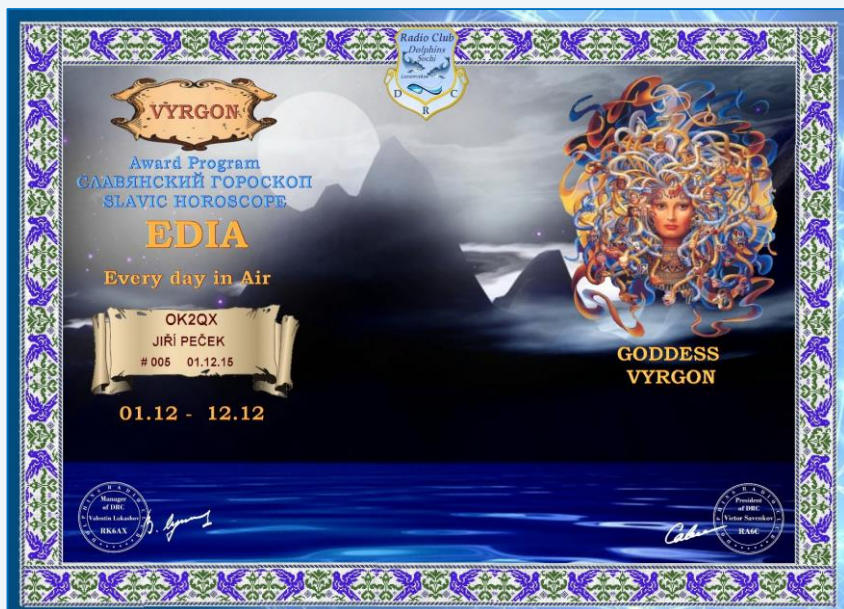 Radio Club
Dolphins
Sochi
D R C
VYRGON
Award Program
СЛАВЯНСКИЙ ГОРОСКОП
SLAVIC HOROSCOPE
EDIA
Every day in Air
OK2QX
JIŘÍ PEČEK
# 005 01.12.15
01.12 - 12.12
GODDESS
VYRGON
Manager
of DRC
Valentin Lukashov
RK6AX
President
of DRC
Victor Savenkov
RA6C